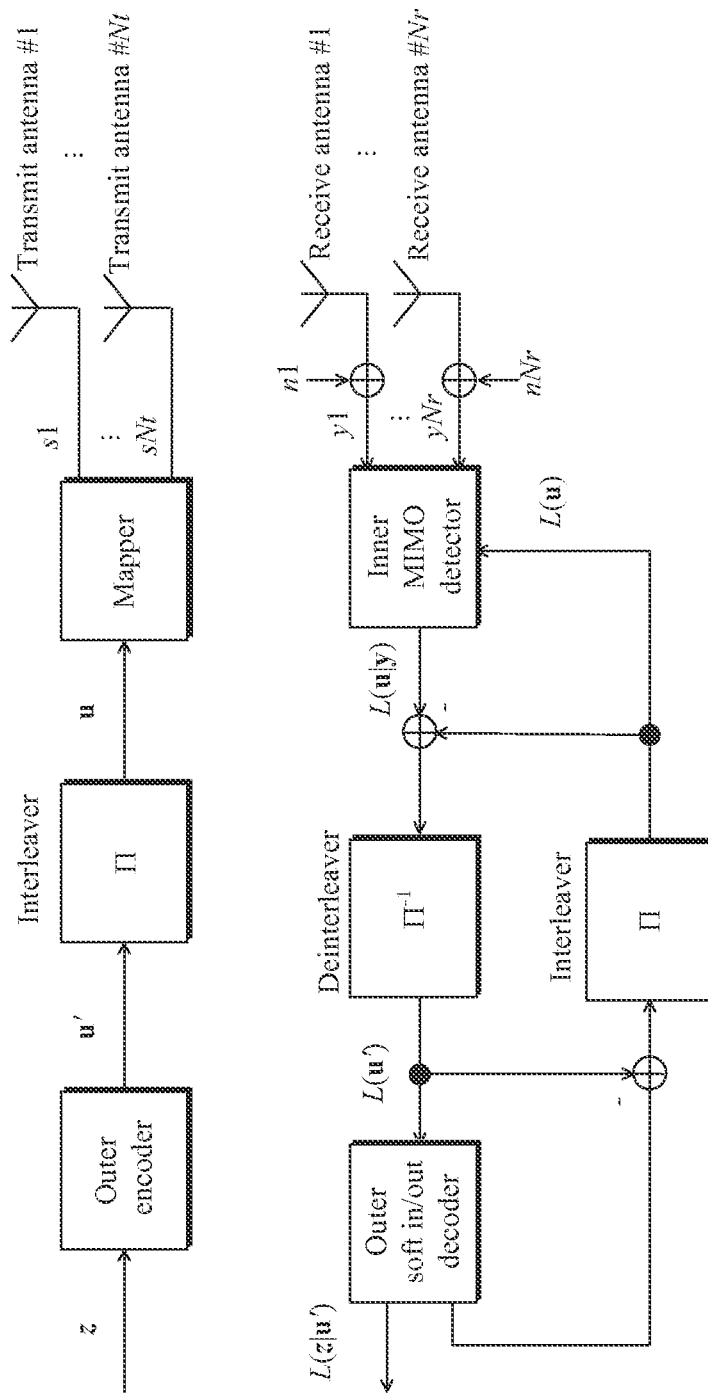 z
Outer
encoder
u'
Interleaver
Π
u
Mapper
s1
⋮
sNt
Transmit antenna #1
⋮
Transmit antenna #Nt
L(z|u')
Outer
soft in/out
decoder
L(u')
Deinterleaver
Π⁻¹
L(u|y)
-
Inner
MIMO
detector
y1
⋮
yNr
n1
nNr
Receive antenna #1
⋮
Receive antenna #Nr
-
Interleaver
Π
L(u)